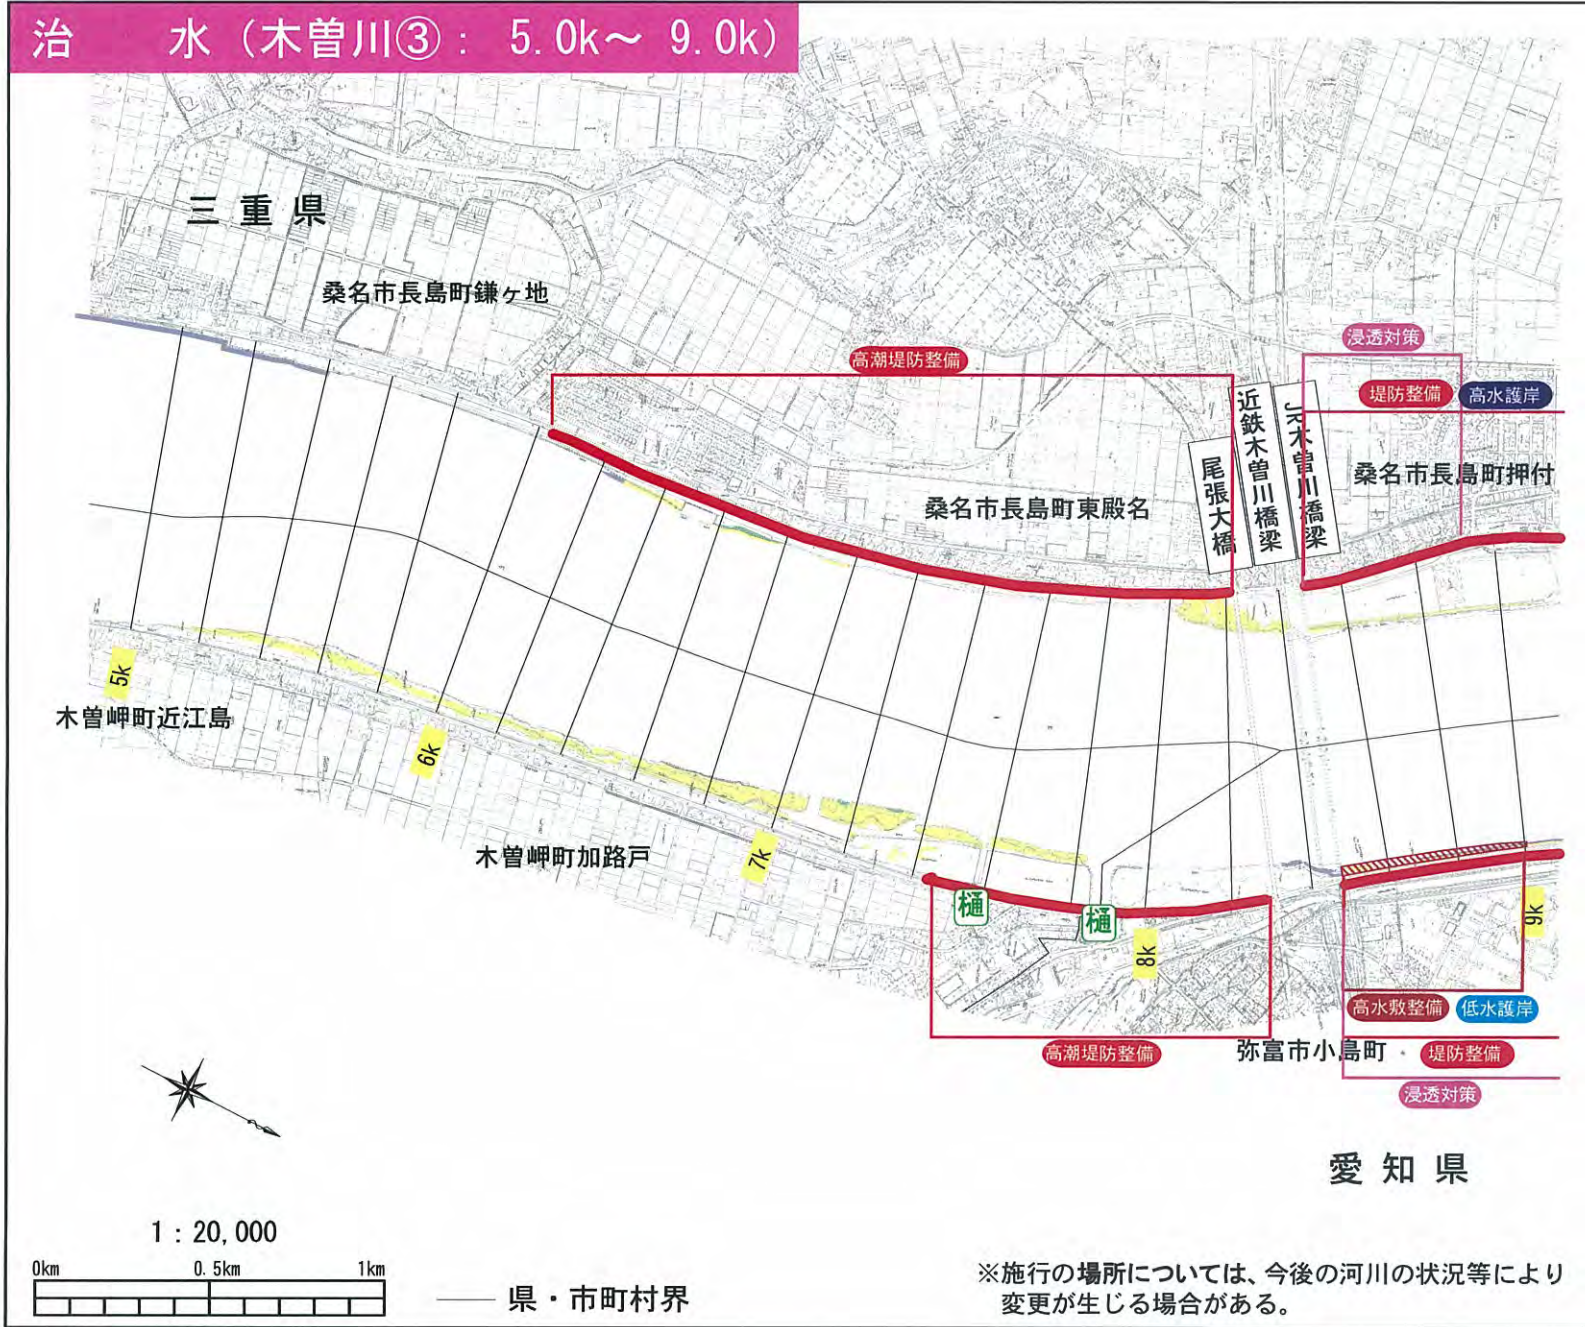 治 水（木曽川③： 5.0k～ 9.0k）
三重県
桑名市長島町鎌ヶ地
高潮堤防整備
浸透対策
堤防整備 高水護岸
尾張大橋
近鉄木曽川橋梁
JR木曽川橋梁
桑名市長島町押付
桑名市長島町東殿名
5k
木曽岬町近江島
6k
木曽岬町加路戸
7k
樋
樋
8k
9k
高水敷整備 低水護岸
高潮堤防整備
弥富市小島町
堤防整備
浸透対策
愛知県
1：20,000
0km 0.5km 1km
県・市町村界
※施行の場所については、今後の河川の状況等により
変更が生じる場合がある。